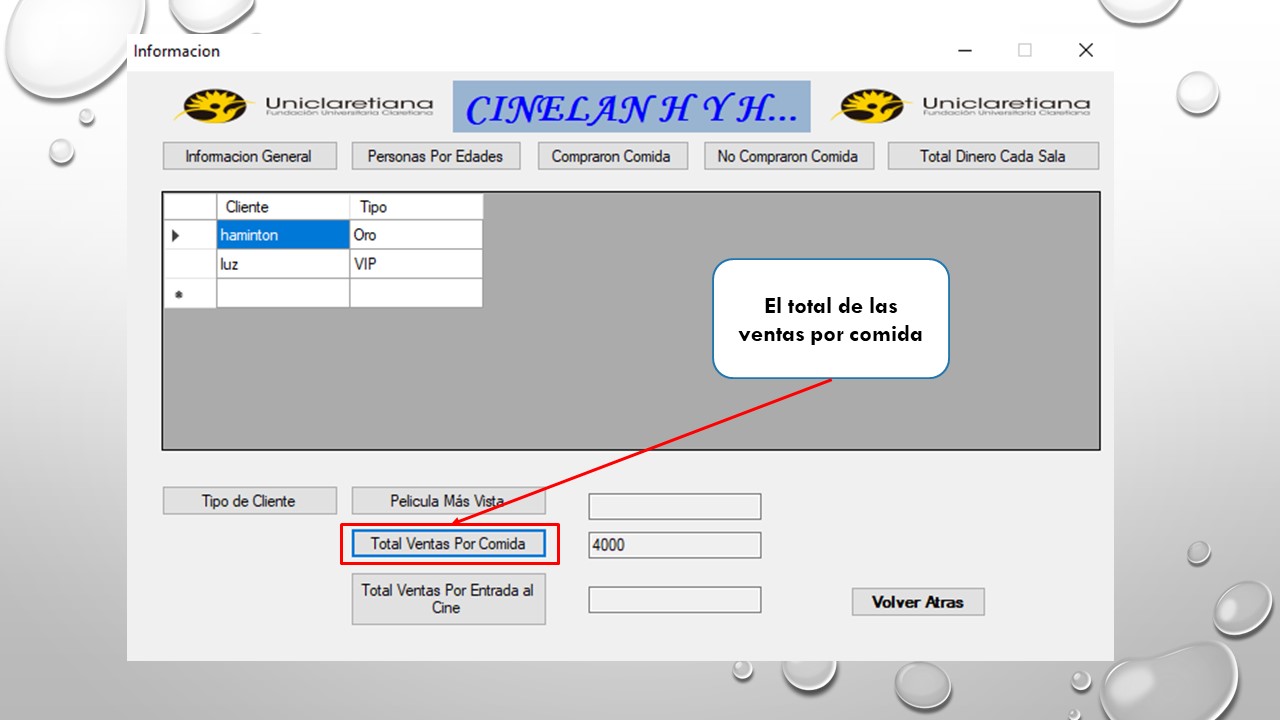 Informacion
Uniclaretiana
Fundación Universitaria Claretiana
CINELAN H Y H...
Uniclaretiana
Fundación Universitaria Claretiana
Informacion General
Personas Por Edades
Compraron Comida
No Compraron Comida
Total Dinero Cada Sala
Cliente Tipo
haminton Oro
luz VIP
El total de las
ventas por comida
Tipo de Cliente
Pelicula Más Vista
Total Ventas Por Comida
4000
Total Ventas Por Entrada al
Cine
Volver Atras